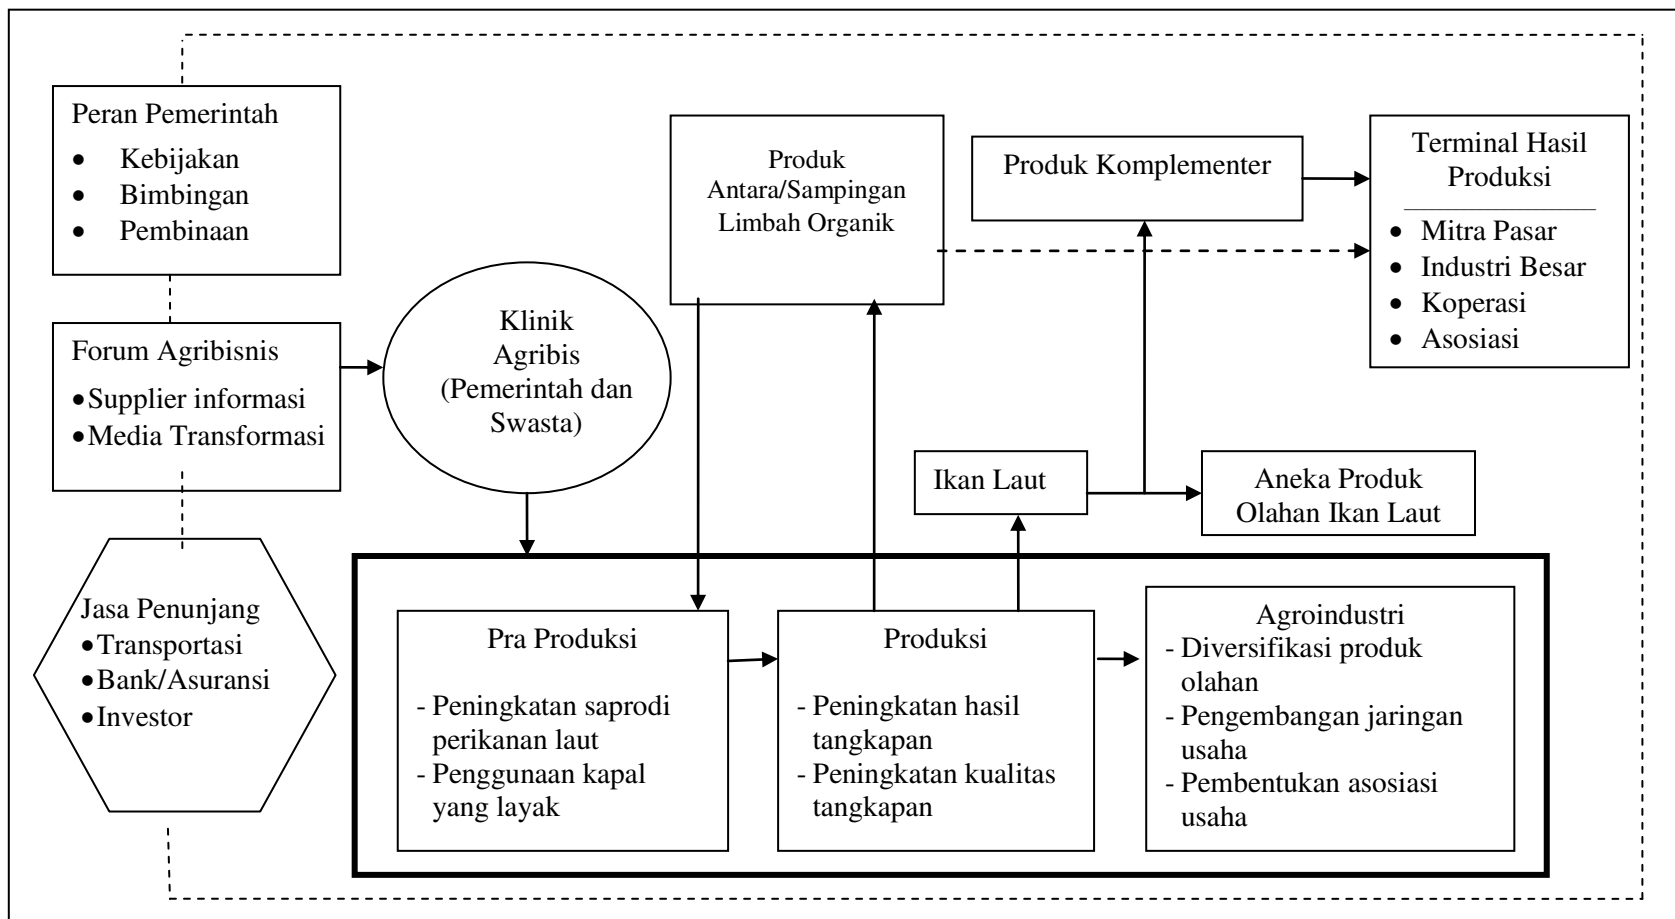 Peran Pemerintah
• Kebijakan
• Bimbingan
• Pembinaan
Forum Agribisnis
• Supplier informasi
• Media Transformasi
Jasa Penunjang
• Transportasi
• Bank/Asuransi
• Investor
Klinik
Agribis
(Pemerintah dan
Swasta)
Produk
Antara/Sampingan
Limbah Organik
Produk Komplementer
Terminal Hasil
Produksi
• Mitra Pasar
• Industri Besar
• Koperasi
• Asosiasi
Ikan Laut
Aneka Produk
Olahan Ikan Laut
Pra Produksi
- Peningkatan saprodi
perikanan laut
- Penggunaan kapal
yang layak
Produksi
- Peningkatan hasil
tangkapan
- Peningkatan kualitas
tangkapan
Agroindustri
- Diversifikasi produk
olahan
- Pengembangan jaringan
usaha
- Pembentukan asosiasi
usaha